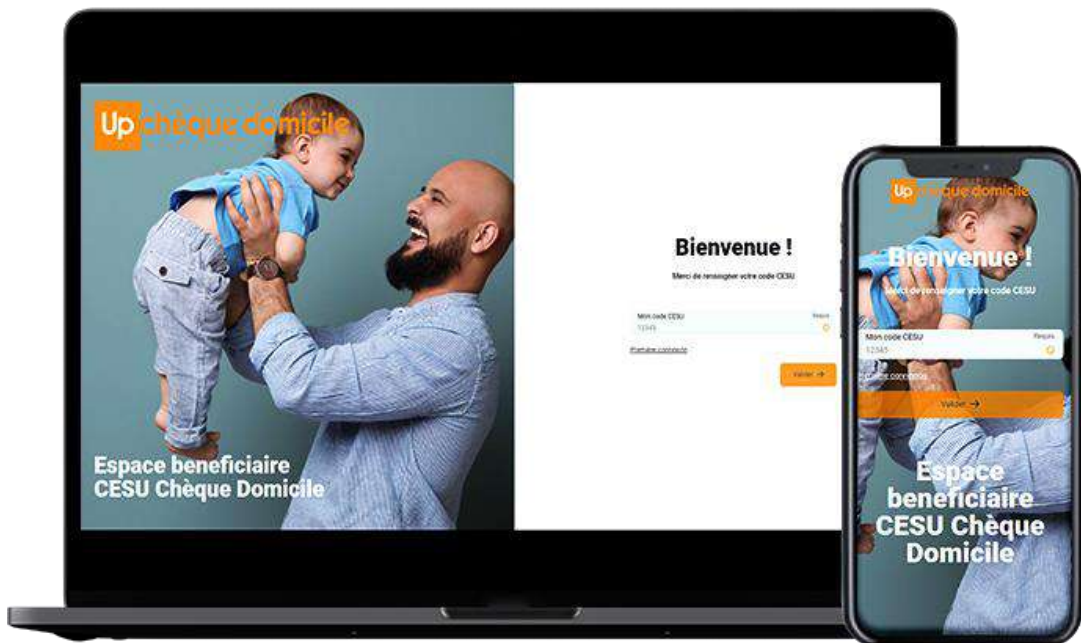 Up chèque domicile
Espace beneficiaire
CESU Chèque Domicile
Bienvenue !
Merci de renseigner votre code CESU
Mon code CESU
Requis
12345
Première connexion
Valider →
Up chèque domicile
Bienvenue !
Merci de renseigner votre code CESU
Mon code CESU
Requis
12345
Première connexion
Valider →
Espace
beneficiaire
CESU Chèque
Domicile